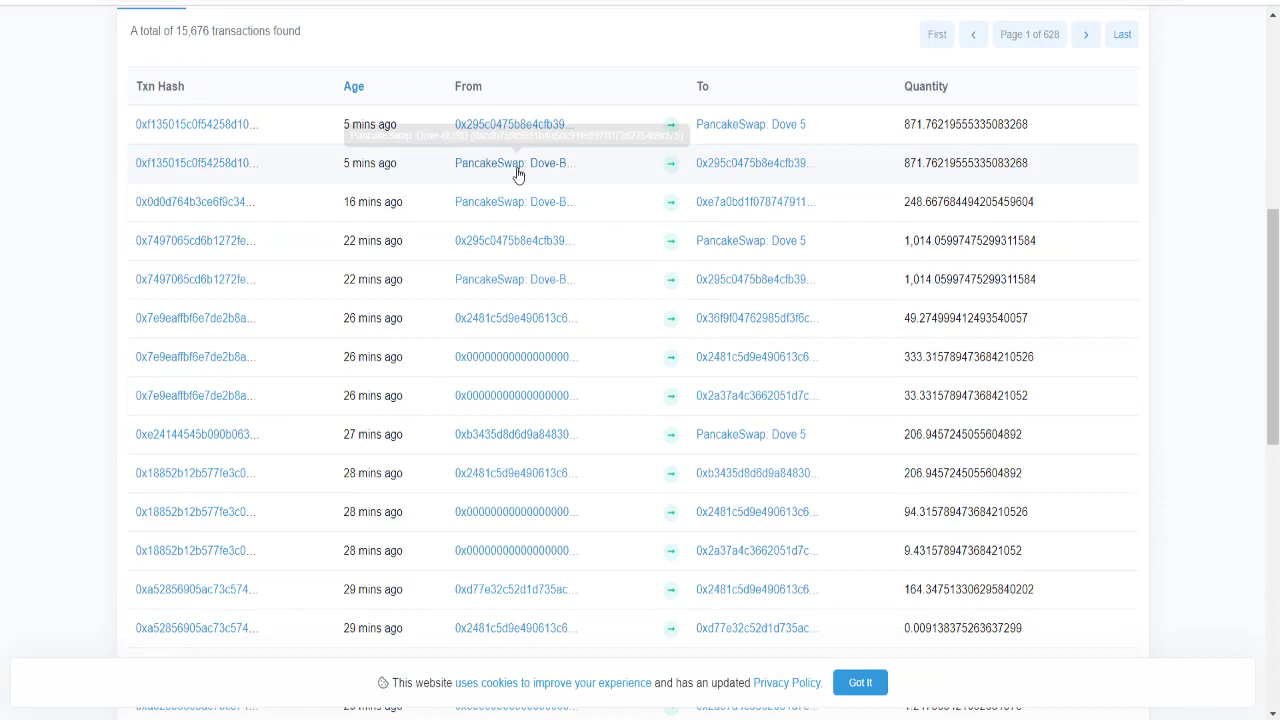 A total of 15,676 transactions found
First
Page 1 of 628
Last
Txn Hash Age From To Quantity
0xf135015c0f54258d10... 5 mins ago 0x295c0475b8e4cfb39... PancakeSwap: Dove 5 871.76219555335083268
0xf135015c0f54258d10... 5 mins ago PancakeSwap: Dove-B... 0x295c0475b8e4cfb39... 871.76219555335083268
0x0d0d764b3ce6f9c34... 16 mins ago PancakeSwap: Dove-B... 0xe7a0bd1f078747911... 248.667684494205459604
0x7497065cd6b1272fe... 22 mins ago 0x295c0475b8e4cfb39... PancakeSwap: Dove 5 1,014.05997475299311584
0x7497065cd6b1272fe... 22 mins ago PancakeSwap: Dove-B... 0x295c0475b8e4cfb39... 1,014.05997475299311584
0x7e9eaffbf6e7de2b8a... 26 mins ago 0x2481c5d9e490613c6... 0x36f9f04762985df3f6c... 49.274999412493540057
0x7e9eaffbf6e7de2b8a... 26 mins ago 0x00000000000000000... 0x2481c5d9e490613c6... 333.315789473684210526
0x7e9eaffbf6e7de2b8a... 26 mins ago 0x00000000000000000... 0x2a37a4c3662051d7c... 33.331578947368421052
0xe24144545b090b063... 27 mins ago 0xb3435d8d6d9a84830... PancakeSwap: Dove 5 206.9457245055604892
0x18852b12b577fe3c0... 28 mins ago 0x2481c5d9e490613c6... 0xb3435d8d6d9a84830... 206.9457245055604892
0x18852b12b577fe3c0... 28 mins ago 0x00000000000000000... 0x2481c5d9e490613c6... 94.315789473684210526
0x18852b12b577fe3c0... 28 mins ago 0x00000000000000000... 0x2a37a4c3662051d7c... 9.431578947368421052
0xa52856905ac73c574... 29 mins ago 0xd77e32c52d1d735ac... 0x2481c5d9e490613c6... 164.347513306295840202
0xa52856905ac73c574... 29 mins ago 0x2481c5d9e490613c6... 0xd77e32c52d1d735ac... 0.009138375263637299
This website uses cookies to improve your experience and has an updated Privacy Policy.
Got It